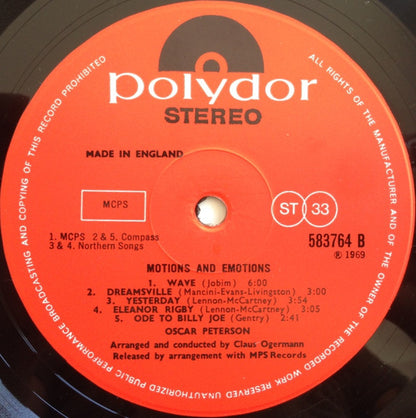 polydor
STEREO
MADE IN ENGLAND
MCPS
ST 33
1. MCPS 2 & 5. Compass
3 & 4. Northern Songs
583764 B
℗ 1969
MOTIONS AND EMOTIONS
1. WAVE (Jobim) 6:00
2. DREAMSVILLE (Mancini-Evans-Livingston) 3:00
3. YESTERDAY (Lennon-McCartney) 3:54
4. ELEANOR RIGBY (Lennon-McCartney) 3:05
5. ODE TO BILLY JOE (Gentry) 2:41
OSCAR PETERSON
Arranged and conducted by Claus Ogermann
Released by arrangement with MPS Records
ALL RIGHTS OF THE MANUFACTURER AND OF THE OWNER OF THE RECORDED WORK RESERVED UNAUTHORIZED PUBLIC PERFORMANCE BROADCASTING AND COPYING OF THIS RECORD PROHIBITED